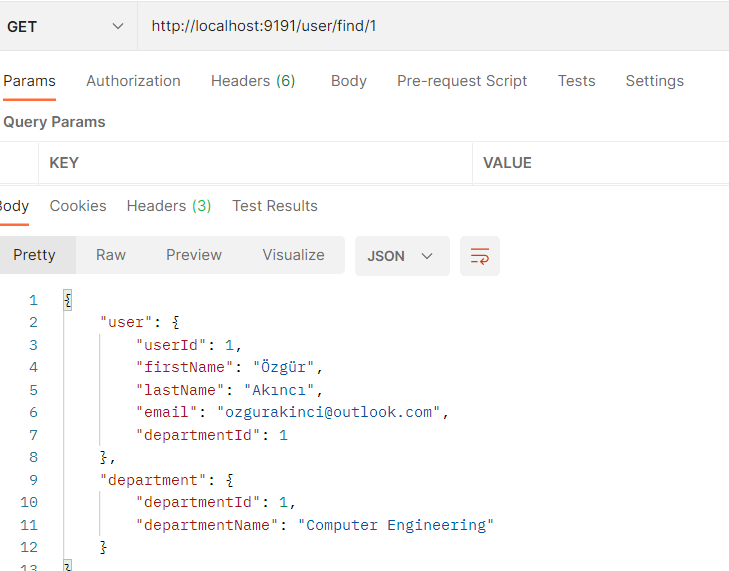 GET http://localhost:9191/user/find/1
Params Authorization Headers (6) Body Pre-request Script Tests Settings
Query Params
KEY VALUE
Body Cookies Headers (3) Test Results
Pretty Raw Preview Visualize JSON
1 {
2 "user": {
3 "userId": 1,
4 "firstName": "Özgür",
5 "lastName": "Akıncı",
6 "email": "ozgurakinci@outlook.com",
7 "departmentId": 1
8 },
9 "department": {
10 "departmentId": 1,
11 "departmentName": "Computer Engineering"
12 }
13 }